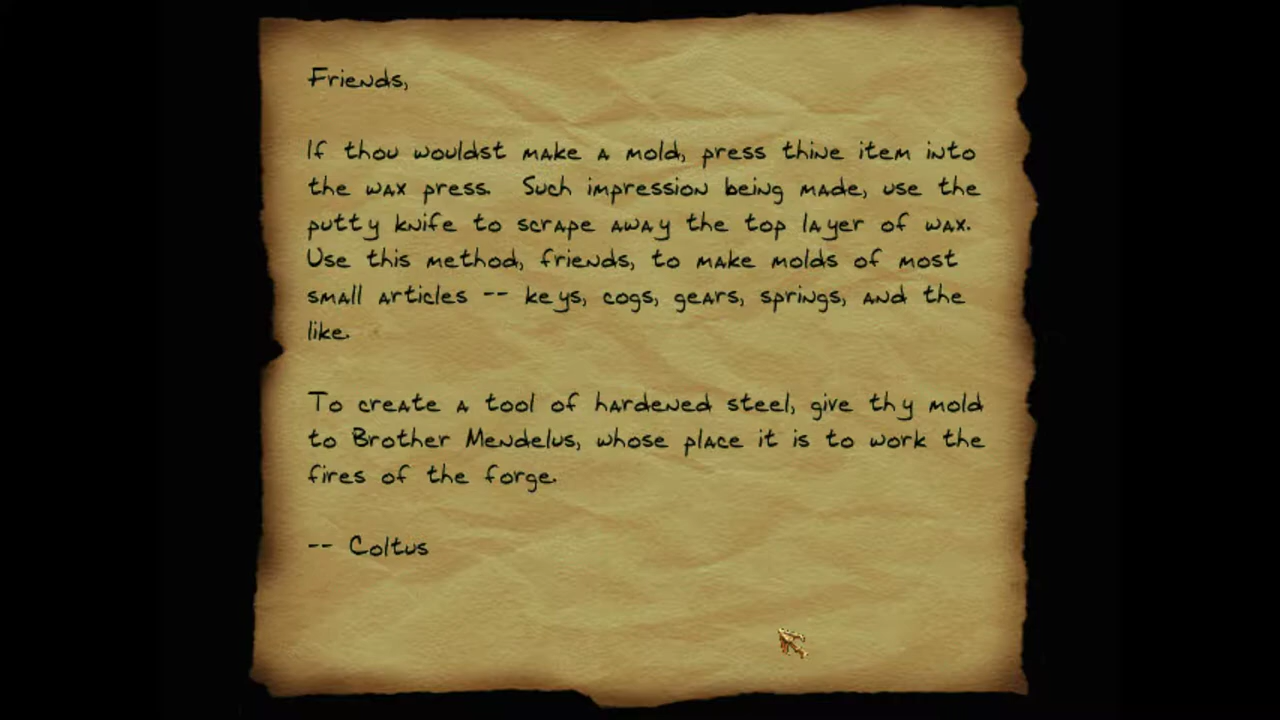 Friends,
If thou wouldst make a mold, press thine item into
the wax press.  Such impression being made, use the
putty knife to scrape away the top layer of wax.
Use this method, friends, to make molds of most
small articles -- keys, cogs, gears, springs, and the
like.
To create a tool of hardened steel, give thy mold
to Brother Mendelus, whose place it is to work the
fires of the forge.
-- Coltus